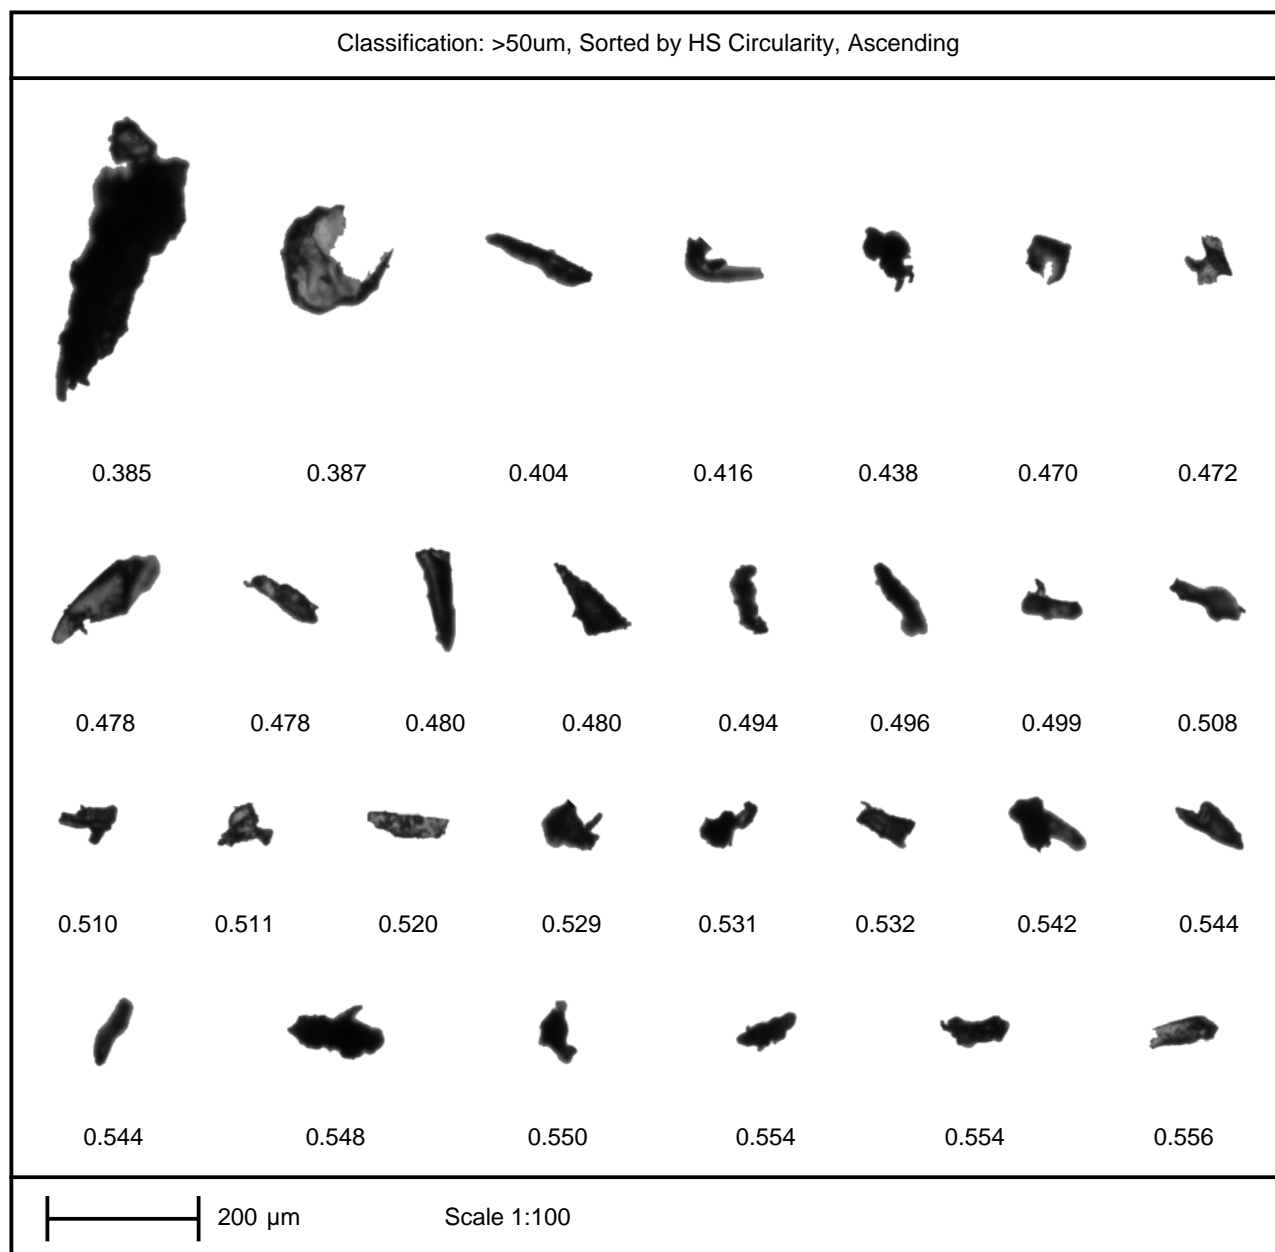 Classification: >50um, Sorted by HS Circularity, Ascending
0.385 0.387 0.404 0.416 0.438 0.470 0.472
0.478 0.478 0.480 0.480 0.494 0.496 0.499 0.508
0.510 0.511 0.520 0.529 0.531 0.532 0.542 0.544
0.544 0.548 0.550 0.554 0.554 0.556
200 µm Scale 1:100